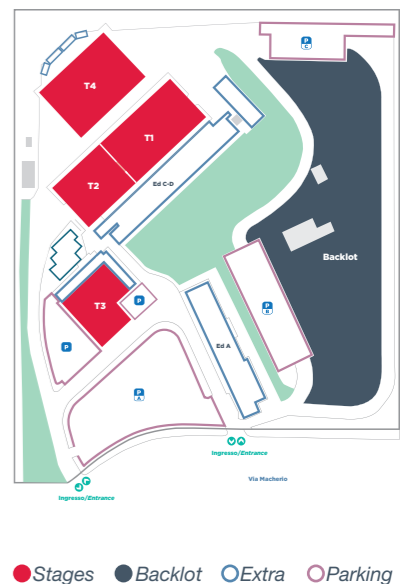 P
C
T4
T1
Ed C-D
T2
Backlot
T3
P
P
B
P
Ed A
P
A
Ingresso/Entrance
Via Macherio
Ingresso/Entrance
Stages Backlot Extra Parking